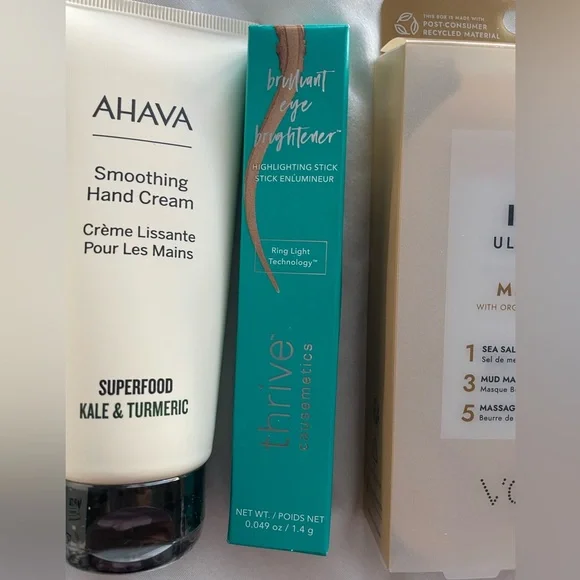 AHAVA
Smoothing
Hand Cream
Crème Lissante
Pour Les Mains
SUPERFOOD
KALE & TURMERIC
brilliant
eye
brightener™
HIGHLIGHTING STICK
STICK ENLUMINEUR
Ring Light
Technology™
thrive
causemetics
NET WT. / POIDS NET
0.049 oz / 1.4 g
THIS BOX IS MADE WITH
POST-CONSUMER
RECYCLED MATERIAL
UL
M
WITH ORG
1 SEA SAL
Sel de me
3 MUD MA
Masque B
5 MASSAG
Beurre de